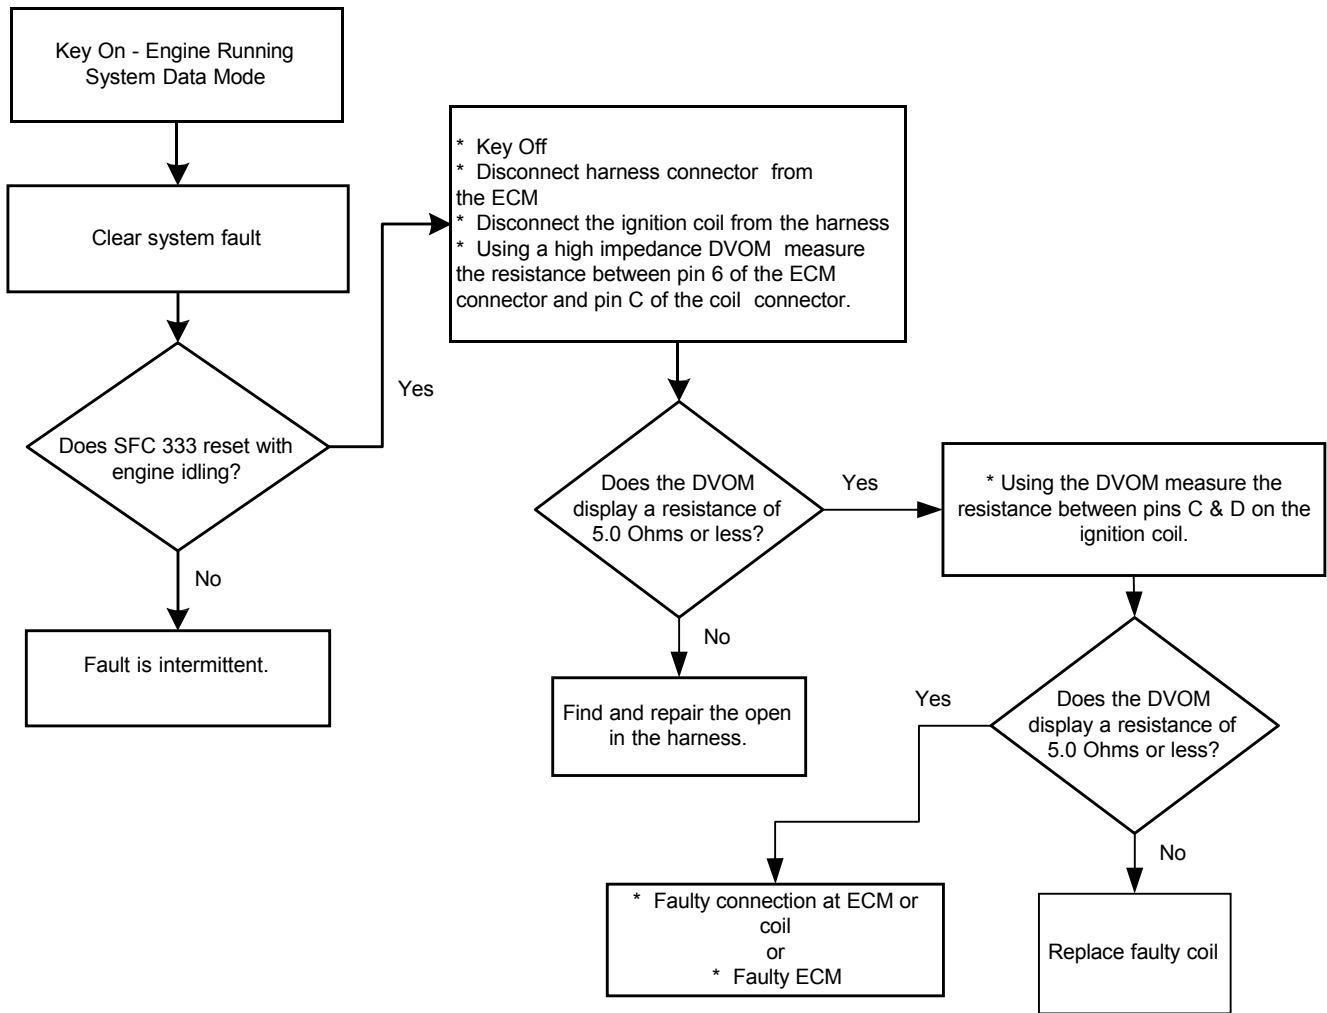 Key On - Engine Running
System Data Mode
Clear system fault
Does SFC 333 reset with
engine idling?
Yes
No
Fault is intermittent.
* Key Off
* Disconnect harness connector from
the ECM
* Disconnect the ignition coil from the harness
* Using a high impedance DVOM measure
the resistance between pin 6 of the ECM
connector and pin C of the coil connector.
Does the DVOM
display a resistance of
5.0 Ohms or less?
Yes
No
Find and repair the open
in the harness.
* Using the DVOM measure the
resistance between pins C & D on the
ignition coil.
Does the DVOM
display a resistance of
5.0 Ohms or less?
Yes
No
* Faulty connection at ECM or
coil
or
* Faulty ECM
Replace faulty coil